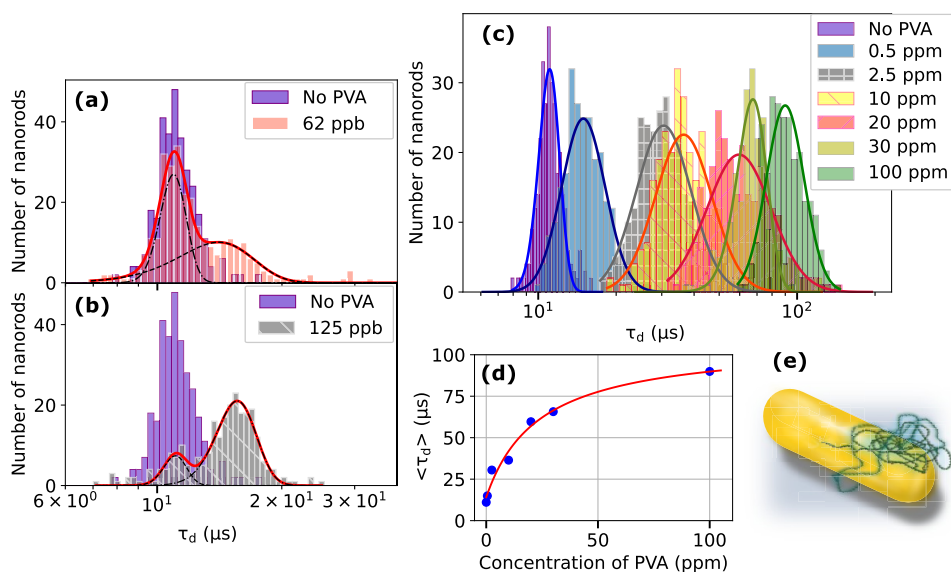 (a)
No PVA
62 ppb
Number of nanorods
40
20
0
(b)
No PVA
125 ppb
Number of nanorods
40
20
0
6 × 10⁰
10¹
2 × 10¹
3 × 10¹
τd (μs)
(c)
No PVA
0.5 ppm
2.5 ppm
10 ppm
20 ppm
30 ppm
100 ppm
Number of nanorods
30
20
10
0
10¹
10²
τd (μs)
(d)
<τd> (μs)
100
75
50
25
0
0
50
100
Concentration of PVA (ppm)
(e)